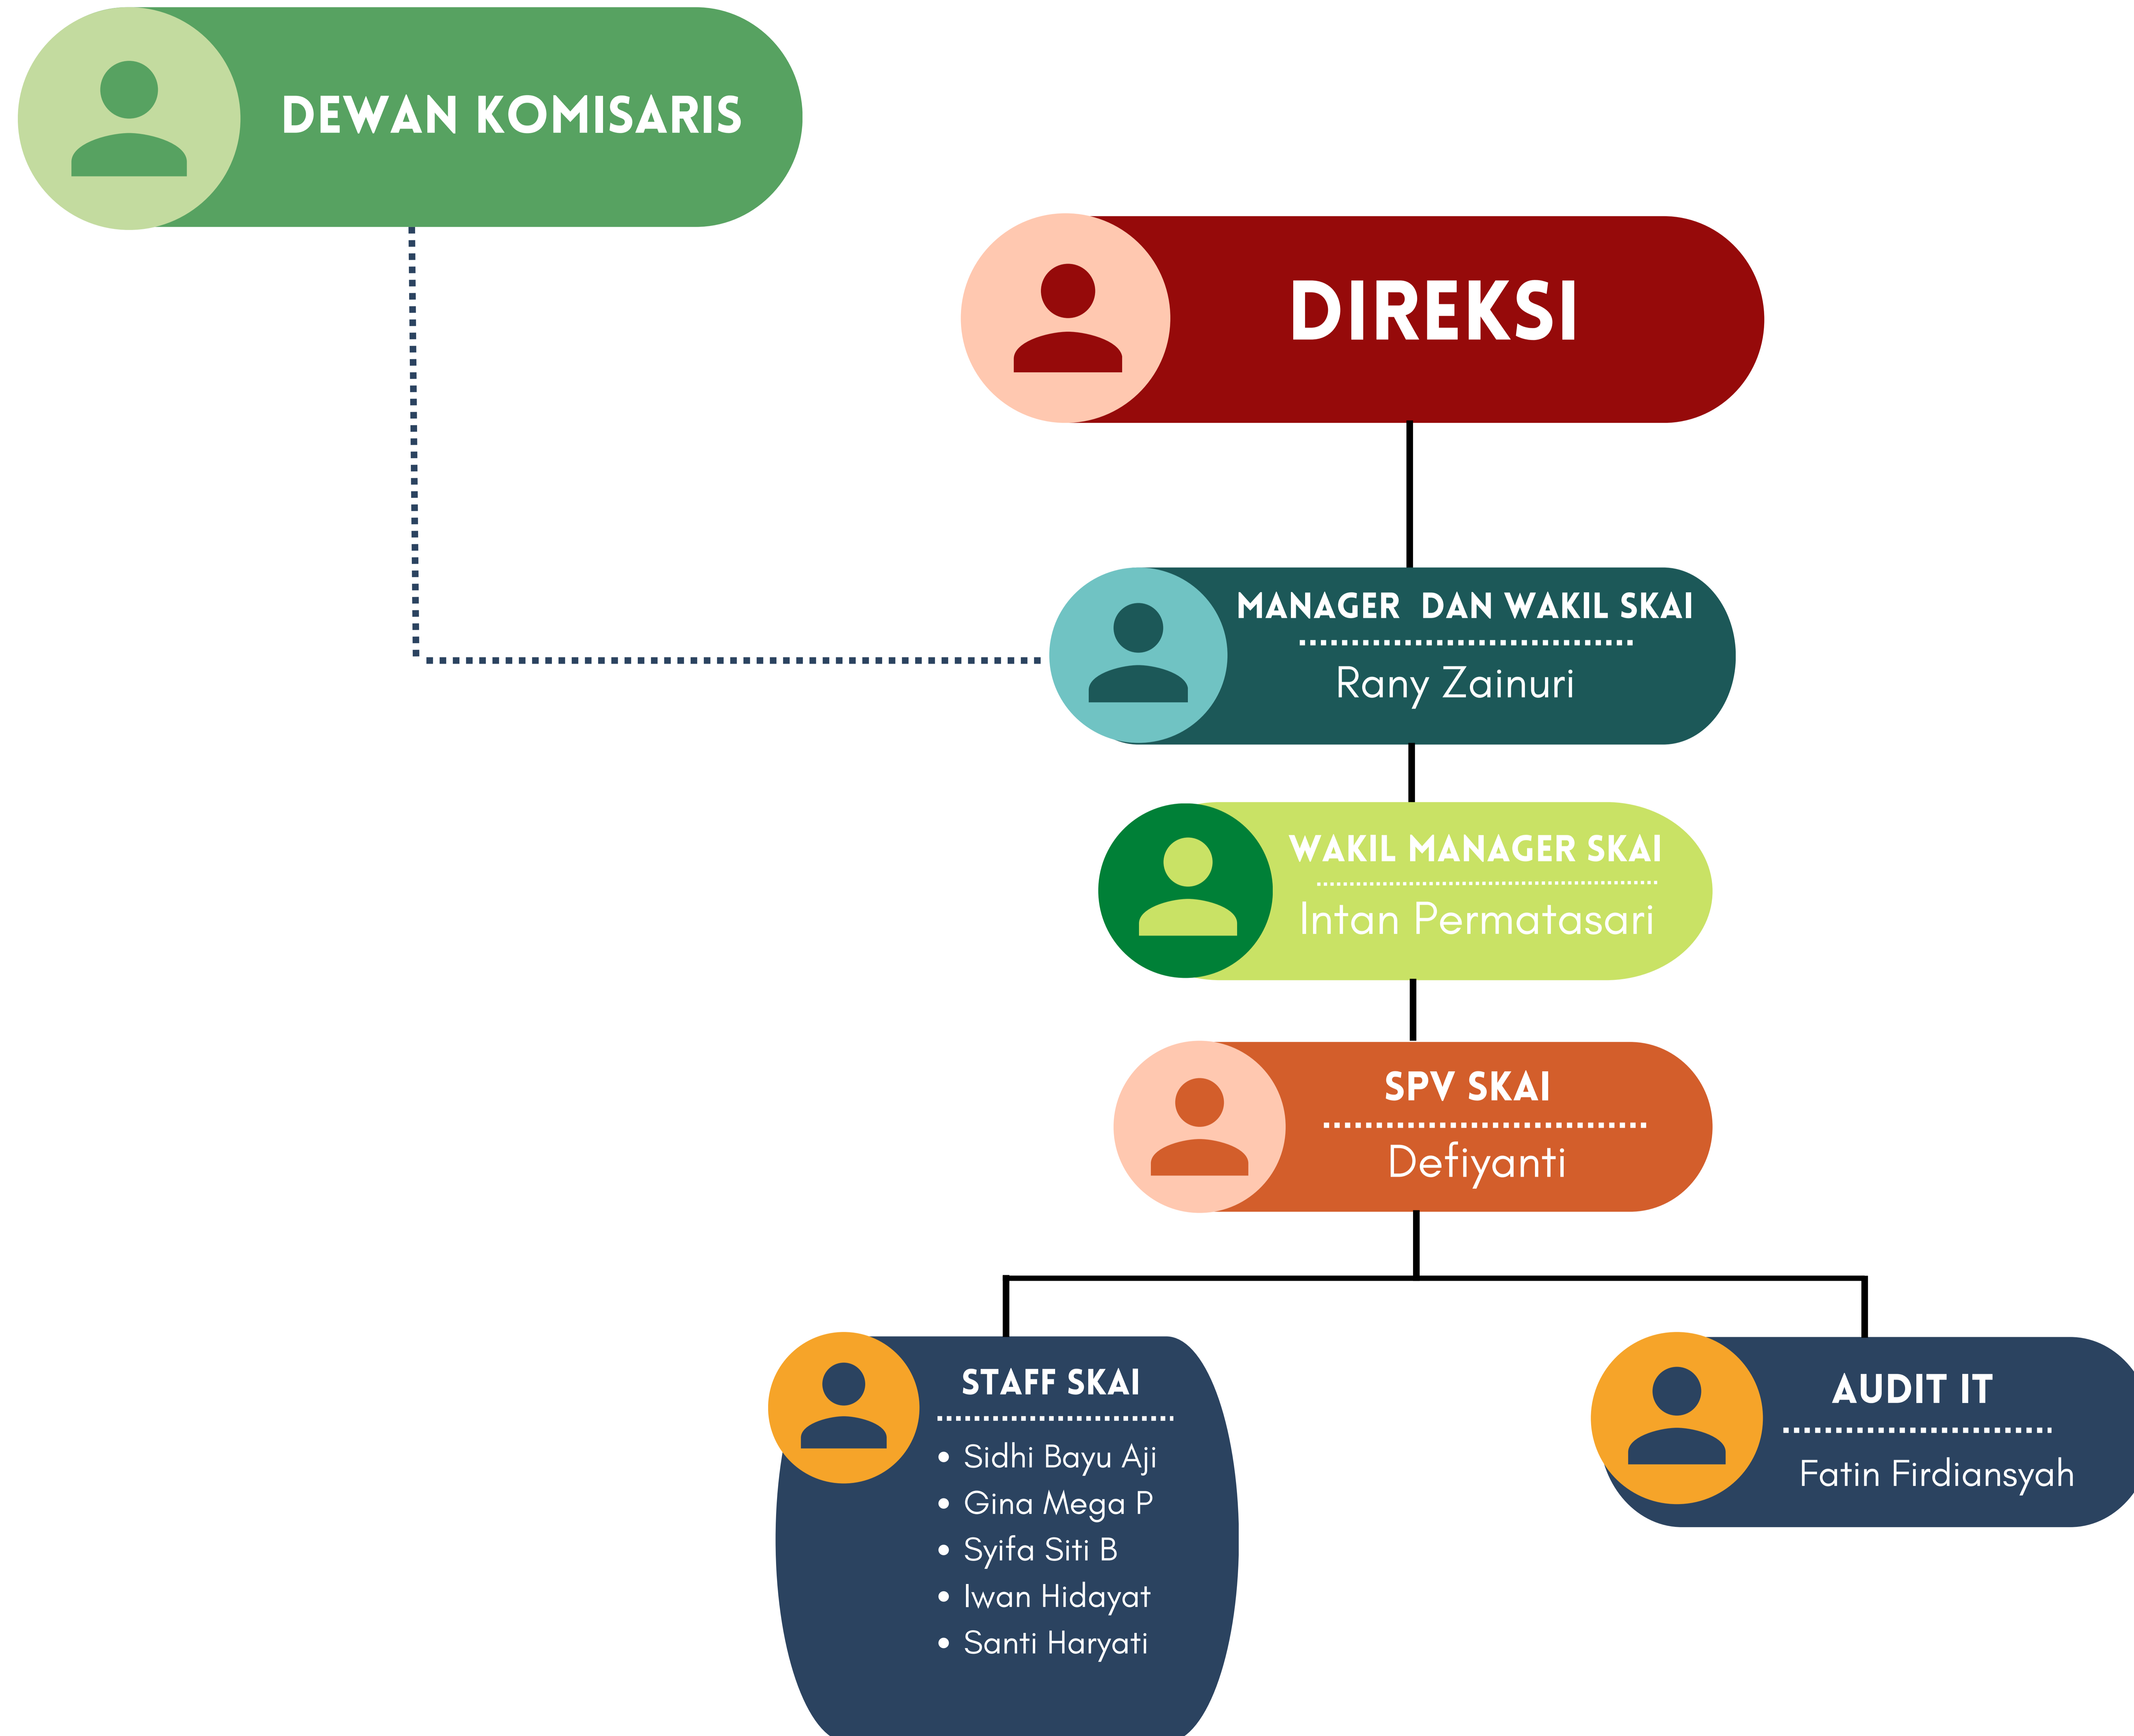 DEWAN KOMISARIS
DIREKSI
MANAGER DAN WAKIL SKAI
Rany Zainuri
WAKIL MANAGER SKAI
Intan Permatasari
SPV SKAI
Defiyanti
STAFF SKAI
• Sidhi Bayu Aji
• Gina Mega P
• Syifa Siti B
• Iwan Hidayat
• Santi Haryati
AUDIT IT
Fatin Firdiansyah